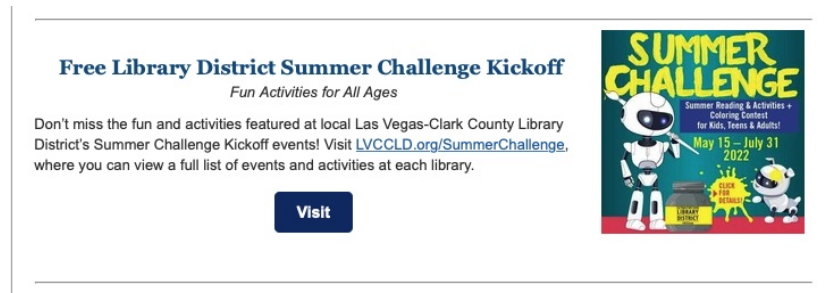 Free Library District Summer Challenge Kickoff
Fun Activities for All Ages
Don't miss the fun and activities featured at local Las Vegas-Clark County Library
District's Summer Challenge Kickoff events! Visit LVCCLD.org/SummerChallenge,
where you can view a full list of events and activities at each library.
Visit
SUMMER
CHALLENGE
Summer Reading & Activities +
Coloring Contest
for Kids, Teens & Adults!
May 15 – July 31
2022
CLICK
FOR
DETAILS!
LIBRARY
DISTRICT